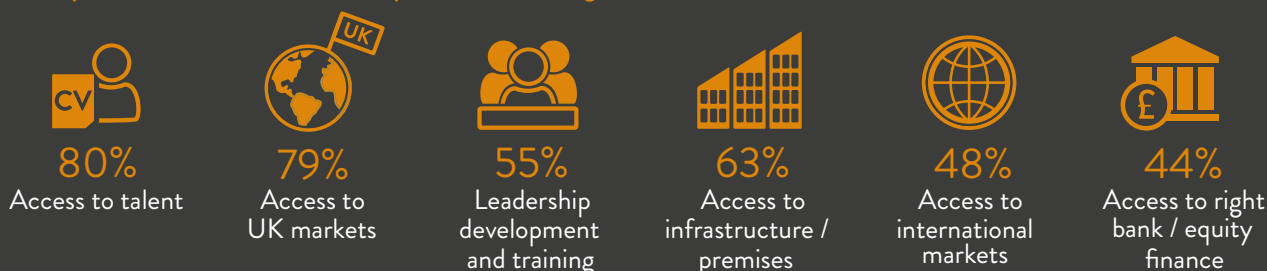 UK
CV
£
80%
Access to talent
79%
Access to
UK markets
55%
Leadership
development
and training
63%
Access to
infrastructure /
premises
48%
Access to
international
markets
44%
Access to right
bank / equity
finance